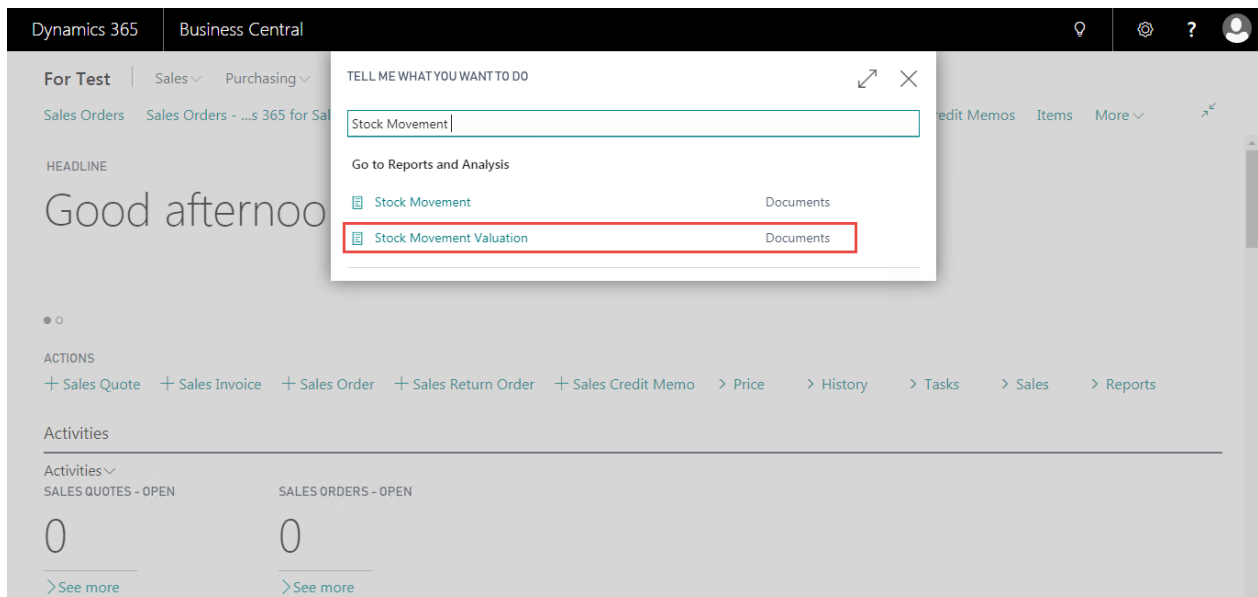 Dynamics 365 Business Central ?
For Test Sales Purchasing
TELL ME WHAT YOU WANT TO DO
Sales Orders Sales Orders - ...s 365 for Sal
Stock Movement
edit Memos Items More
Go to Reports and Analysis
Stock Movement Documents
Stock Movement Valuation Documents
HEADLINE
Good afternoo
ACTIONS
+ Sales Quote + Sales Invoice + Sales Order + Sales Return Order + Sales Credit Memo > Price > History > Tasks > Sales > Reports
Activities
Activities
SALES QUOTES - OPEN SALES ORDERS - OPEN
0 0
>See more >See more